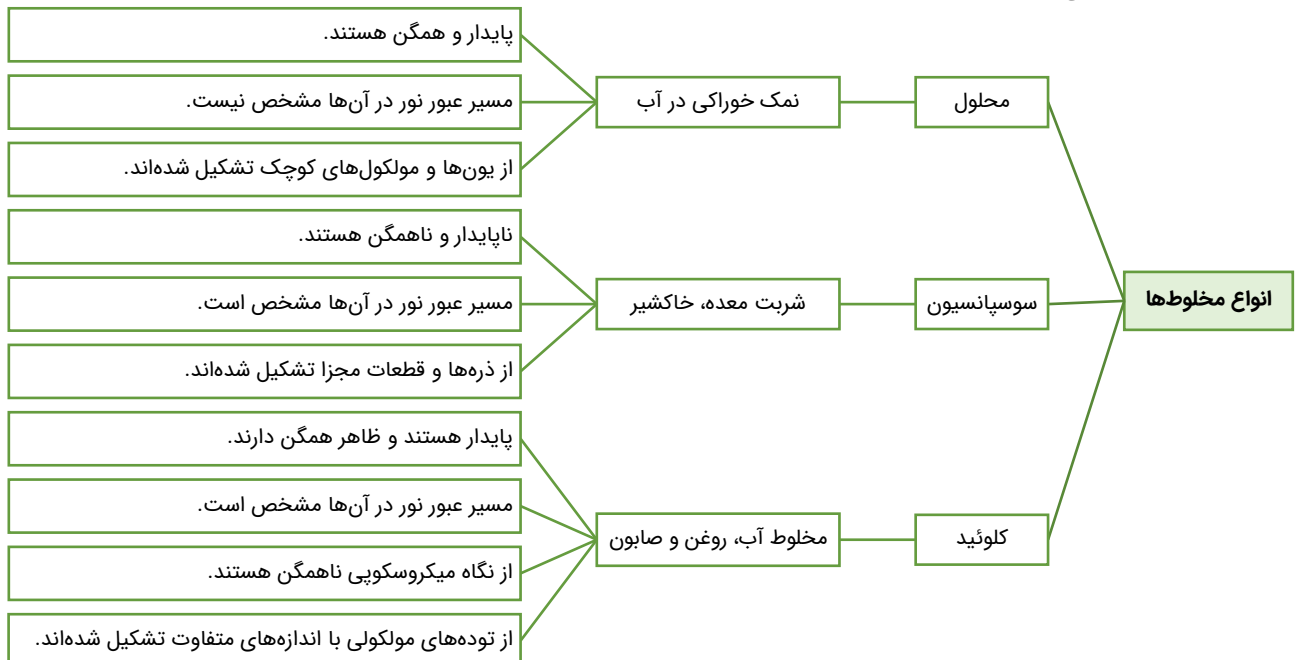 انواع مخلوط‌ها
محلول
نمک خوراکی در آب
پایدار و همگن هستند.
مسیر عبور نور در آن‌ها مشخص نیست.
از یون‌ها و مولکول‌های کوچک تشکیل شده‌اند.
سوسپانسیون
شربت معده، خاکشیر
ناپایدار و ناهمگن هستند.
مسیر عبور نور در آن‌ها مشخص است.
از ذره‌ها و قطعات مجزا تشکیل شده‌اند.
کلوئید
مخلوط آب، روغن و صابون
پایدار هستند و ظاهر همگن دارند.
مسیر عبور نور در آن‌ها مشخص است.
از نگاه میکروسکوپی ناهمگن هستند.
از توده‌های مولکولی با اندازه‌های متفاوت تشکیل شده‌اند.